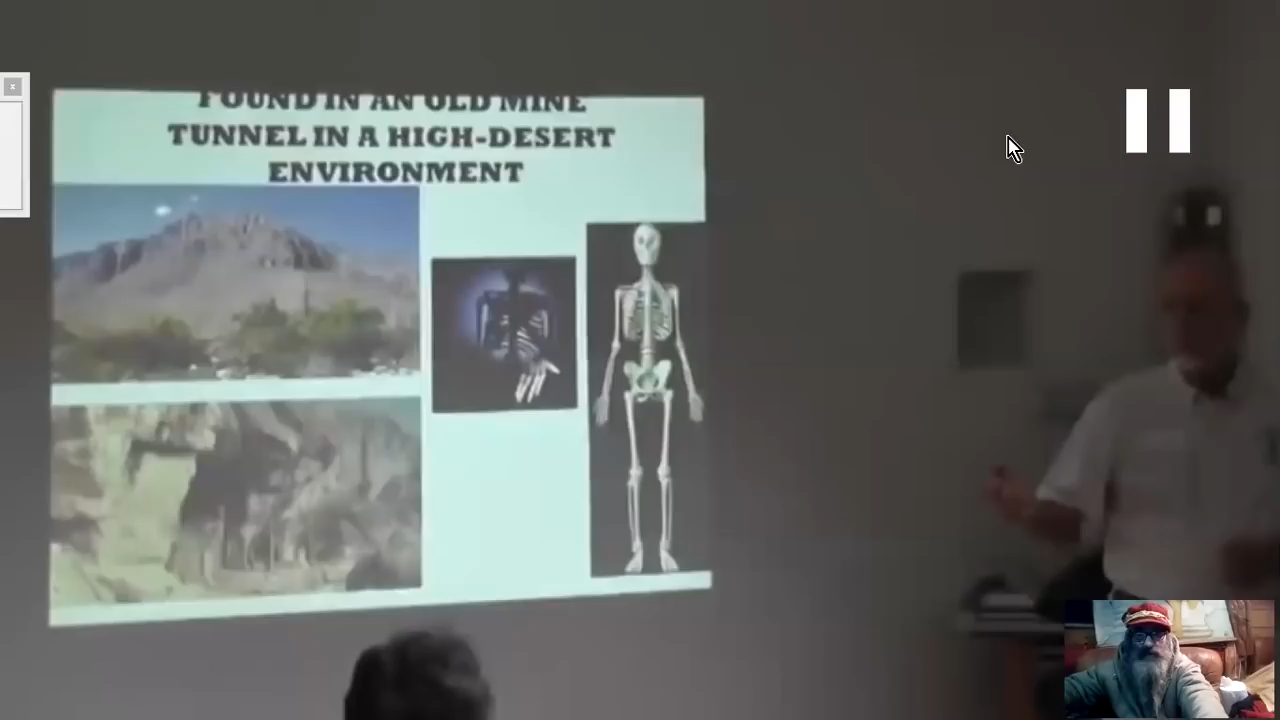 FOUND IN AN OLD MINE
TUNNEL IN A HIGH-DESERT
ENVIRONMENT
x